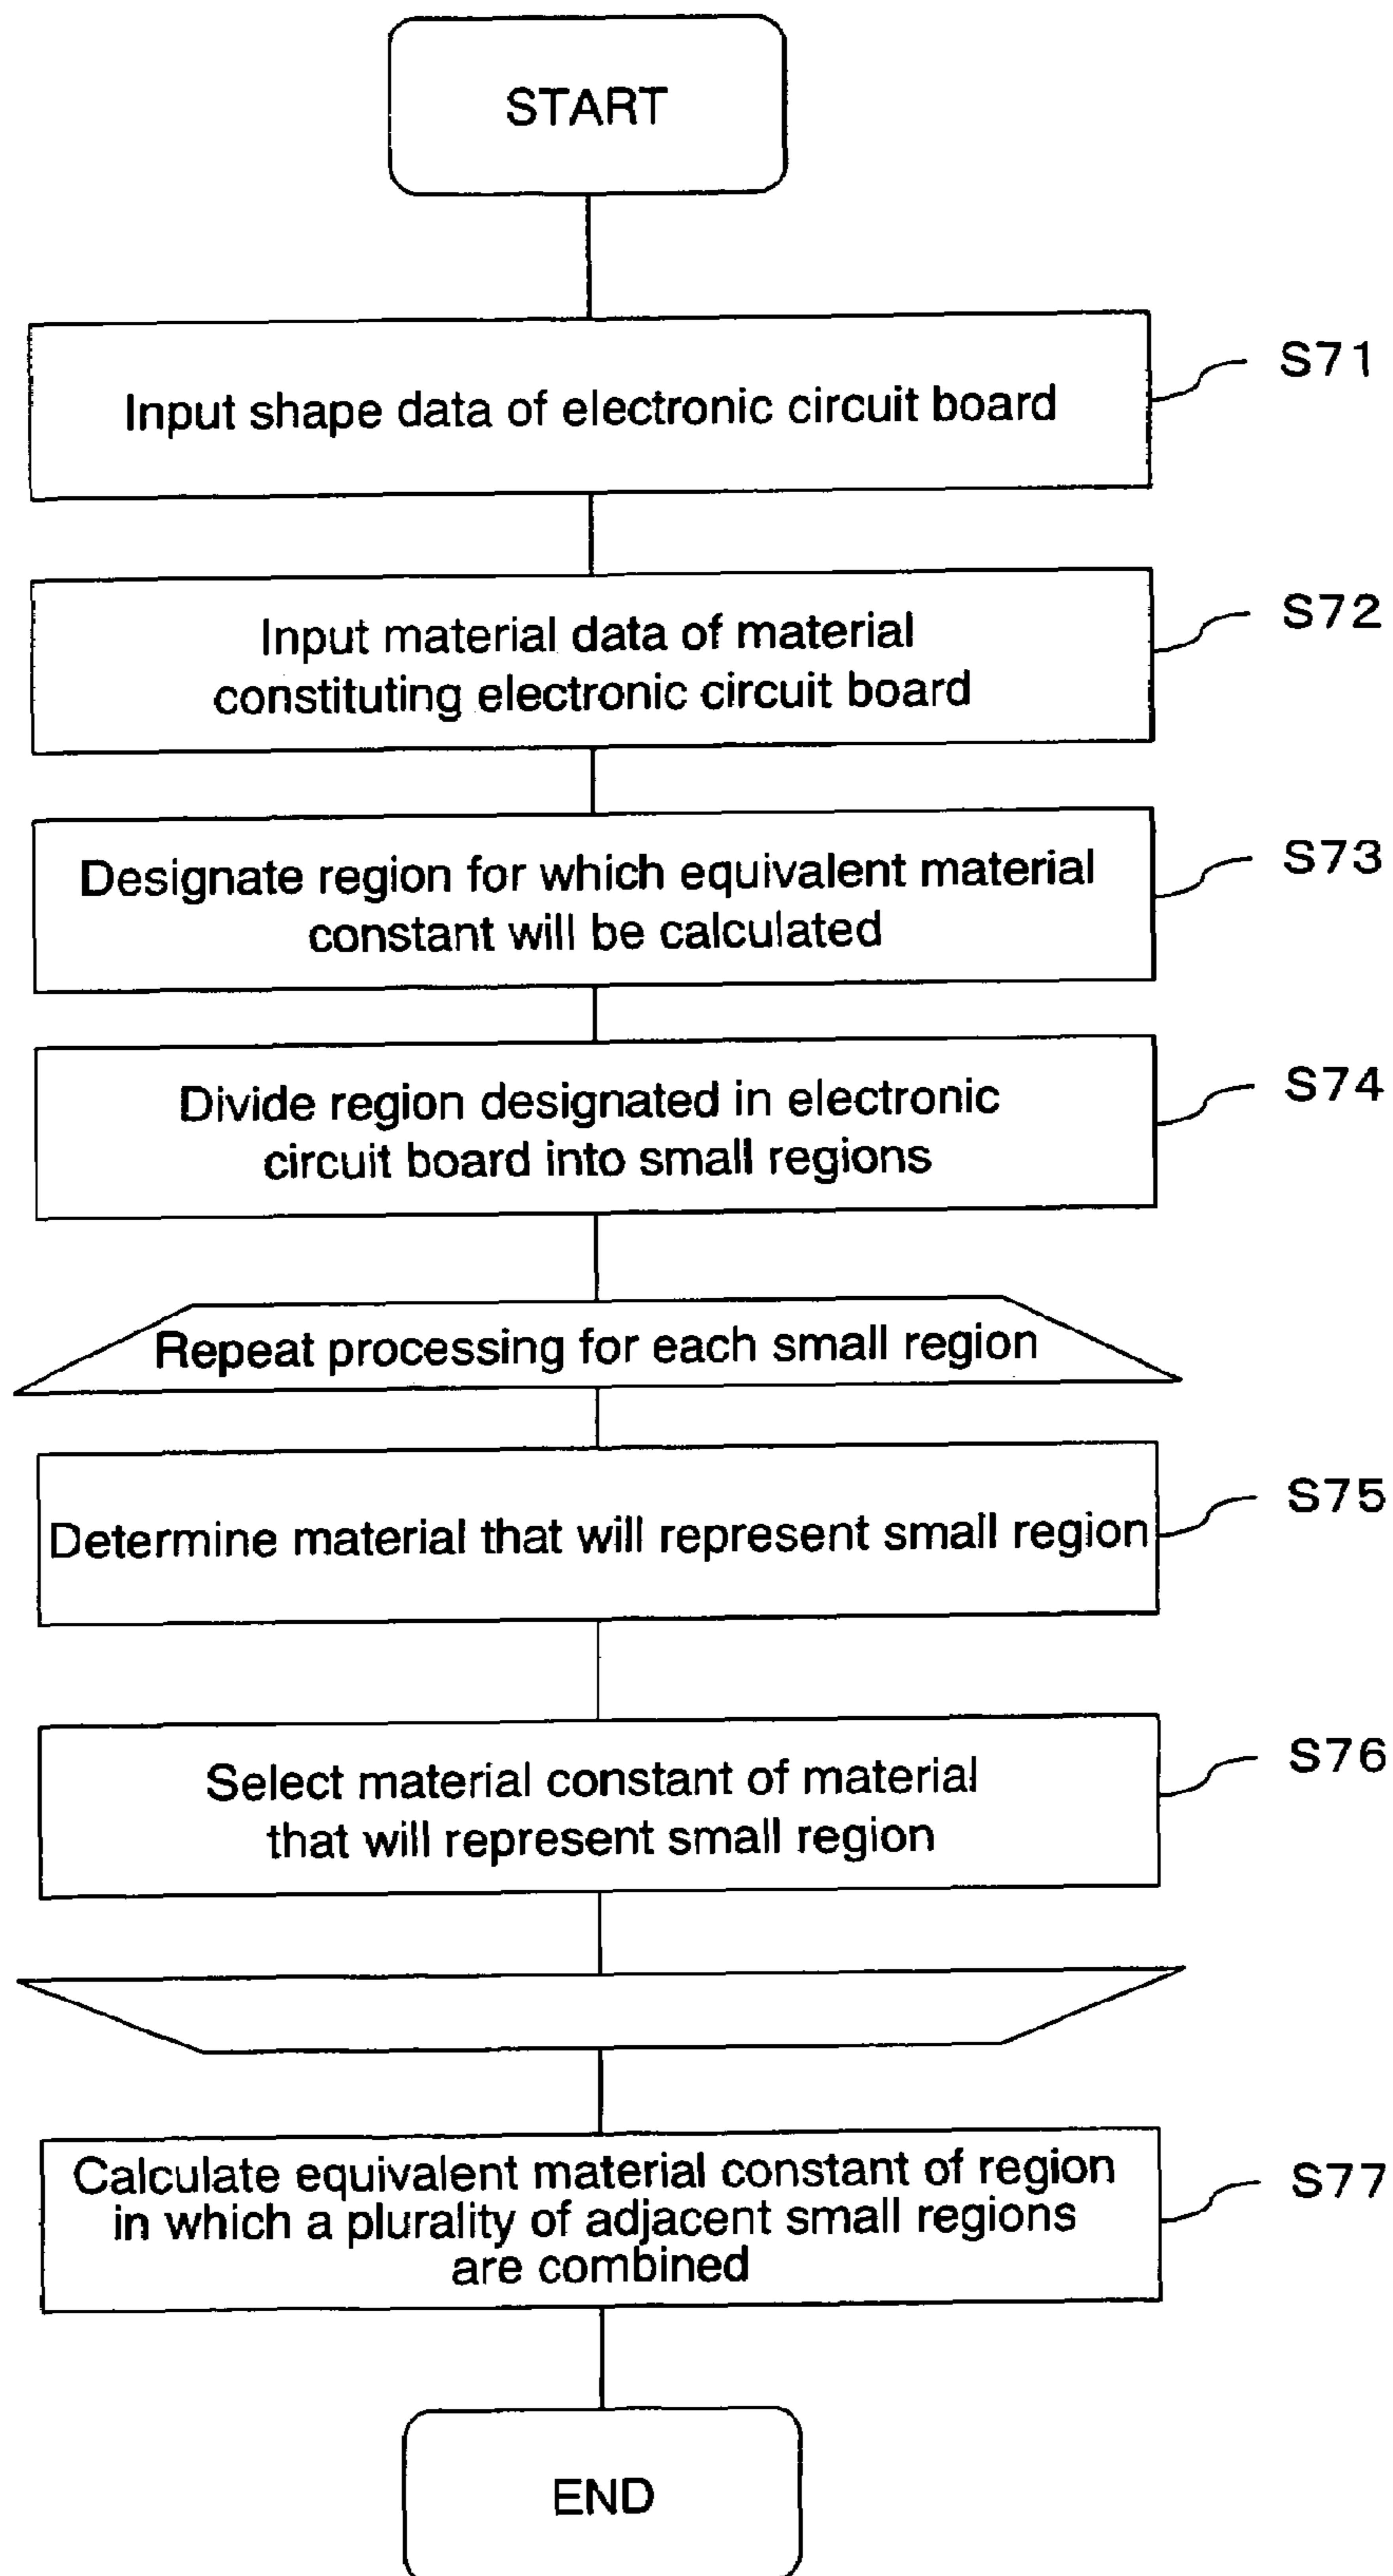 START
Input shape data of electronic circuit board
S71
Input material data of material
constituting electronic circuit board
S72
Designate region for which equivalent material
constant will be calculated
S73
Divide region designated in electronic
circuit board into small regions
S74
Repeat processing for each small region
Determine material that will represent small region
S75
Select material constant of material
that will represent small region
S76
Calculate equivalent material constant of region
in which a plurality of adjacent small regions
are combined
S77
END